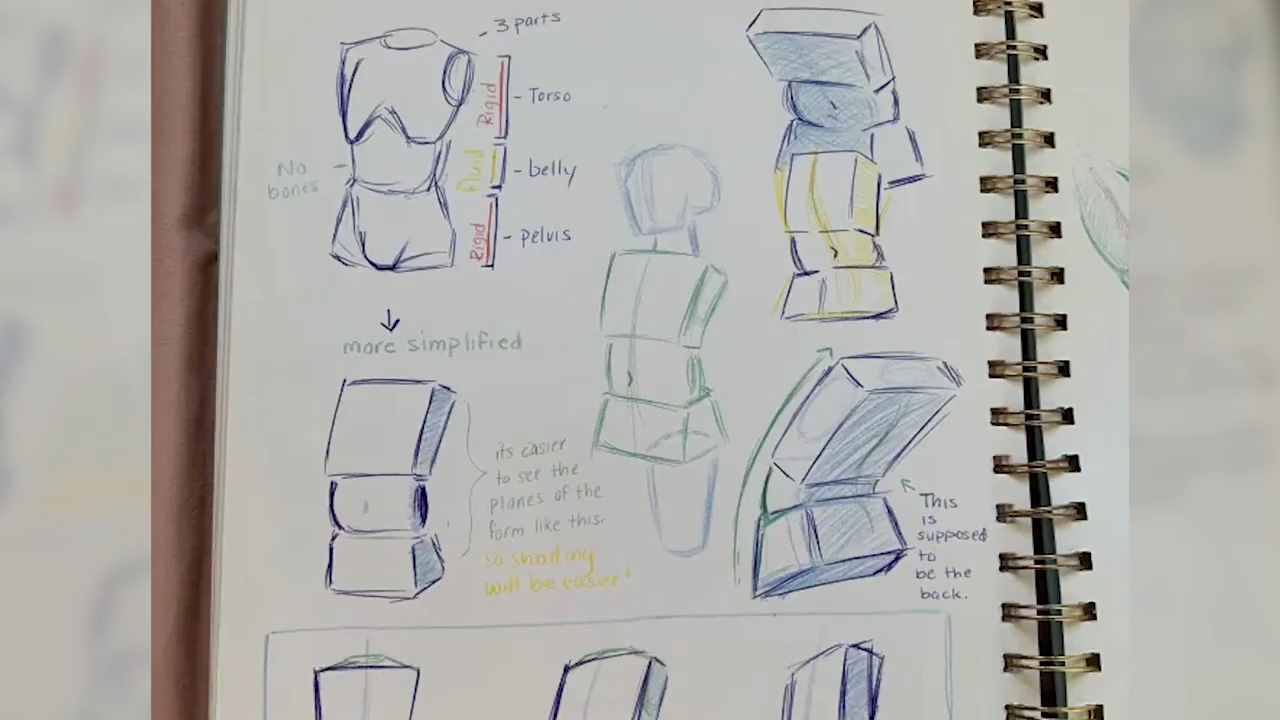 - 3 parts
Rigid
- Torso
No
bones
fluid
- belly
Rigid
- pelvis
more simplified
its easier
to see the
planes of the
form like this.
so shading
will be easier!
This
is
supposed
to
be the
back.